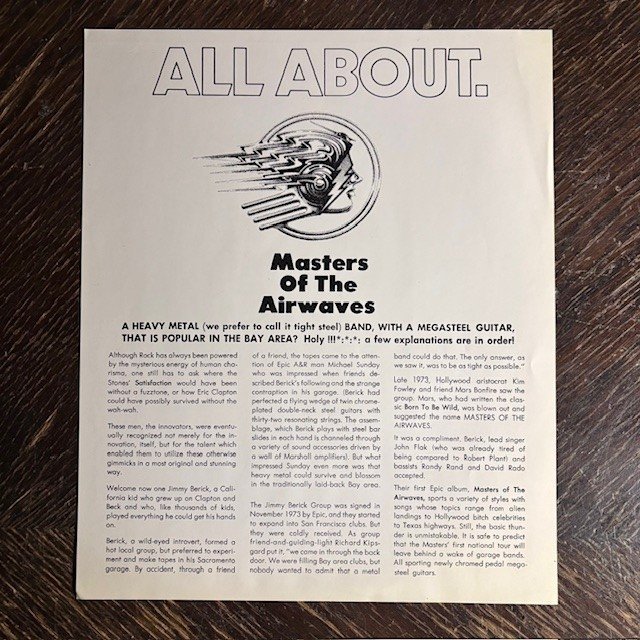 ALL ABOUT.
Masters
Of The
Airwaves
A HEAVY METAL (we prefer to call it tight steel) BAND, WITH A MEGASTEEL GUITAR,
THAT IS POPULAR IN THE BAY AREA? Holy !!!*:*:*: a few explanations are in order!
Although Rock has always been powered
by the mysterious energy of human cha-
risma, one still has to ask where the
Stones' Satisfaction would have been
without a fuzztone, or how Eric Clapton
could have possibly survived without the
wah-wah.
These men, the innovators, were event-
ually recognized not merely for the in-
novation, itself, but for the talent which
enabled them to utilize these otherwise
gimmicks in a most original and stunning
way.
Welcome now one Jimmy Berick, a Cali-
fornia kid who grew up on Clapton and
Beck and who, like thousands of kids,
played everything he could get his hands
on.
Berick, a wild-eyed introvert, formed a
hot local group, but preferred to experi-
ment and make tapes in his Sacramento
garage. By accident, through a friend
of a friend, the tapes came to the atten-
tion of Epic A&R man Michael Sunday
who was impressed when friends de-
scribed Berick's following and the strange
contraption in his garage. (Berick had
perfected a flying wedge of twin chrome-
plated double-neck steel guitars with
thirty-two resonating strings. The assem-
blage, which Berick plays with steel bar
slides in each hand is channeled through
a variety of sound accessories driven by
a wall of Marshall amplifiers). But what
impressed Sunday even more was that
heavy metal could survive and blossom
in the traditionally laid-back Bay area.
The Jimmy Berick Group was signed in
November 1973 by Epic, and they started
to expand into San Francisco clubs. But
they were coldly received. As group
friend-and-guiding-light Richard Kips-
gard put it, "we came in through the back
door. We were filling Bay area clubs, but
nobody wanted to admit that a metal
band could do that. The only answer, as
we saw it, was to be as tight as possible."
Late 1973, Hollywood aristocrat Kim
Fowley and friend Mars Bonfire saw the
group. Mars, who had written the clas-
sic Born To Be Wild, was blown out and
suggested the name MASTERS OF THE
AIRWAVES.
It was a compliment. Berick, lead singer
John Flak (who was already tired of
being compared to Robert Plant) and
bassists Randy Rand and David Rodo
accepted.
Their first Epic album, Masters of The
Airwaves, sports a variety of styles with
songs whose topics range from alien
landings to Hollywood bitch celebrities
to Texas highways. Still, the basic thun-
der is unmistakable. It is safe to predict
that the Masters' first national tour will
leave behind a wake of garage bands.
All sporting newly chromed pedal mega-
steel guitars.